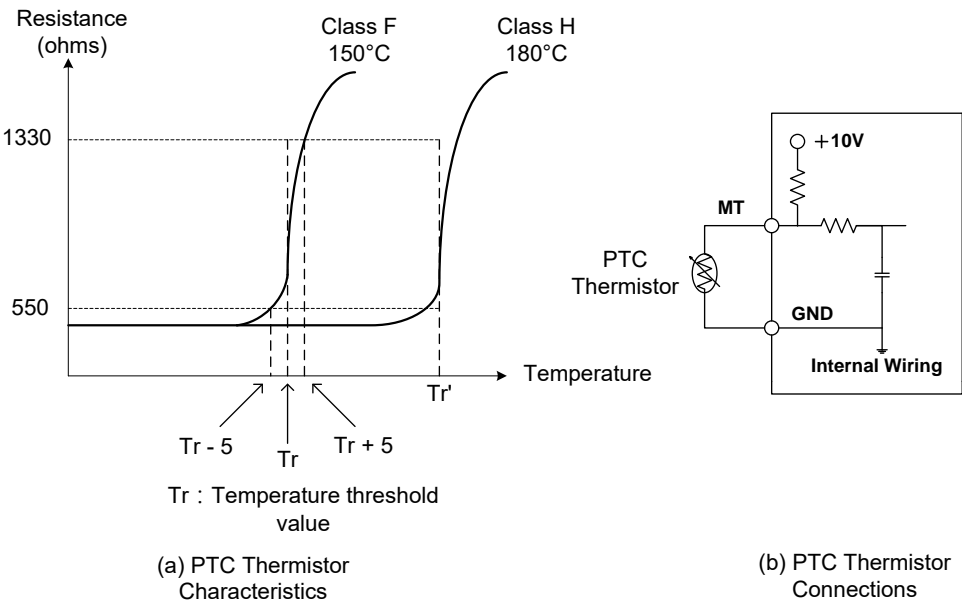 Resistance
(ohms)
Class F
150°C
Class H
180°C
1330
550
Temperature
Tr'
Tr - 5
Tr
Tr + 5
Tr : Temperature threshold
value
(a) PTC Thermistor
Characteristics
+10V
MT
PTC
Thermistor
GND
Internal Wiring
(b) PTC Thermistor
Connections